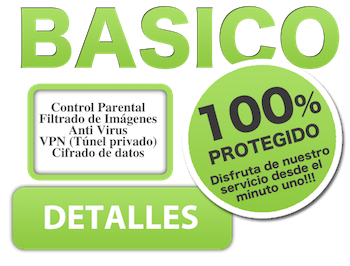 BASICO
Control Parental
Filtrado de Imágenes
Anti Virus
VPN (Túnel privado)
Cifrado de datos
100%
PROTEGIDO
Disfruta de nuestro
servicio desde el
minuto uno!!!
DETALLES